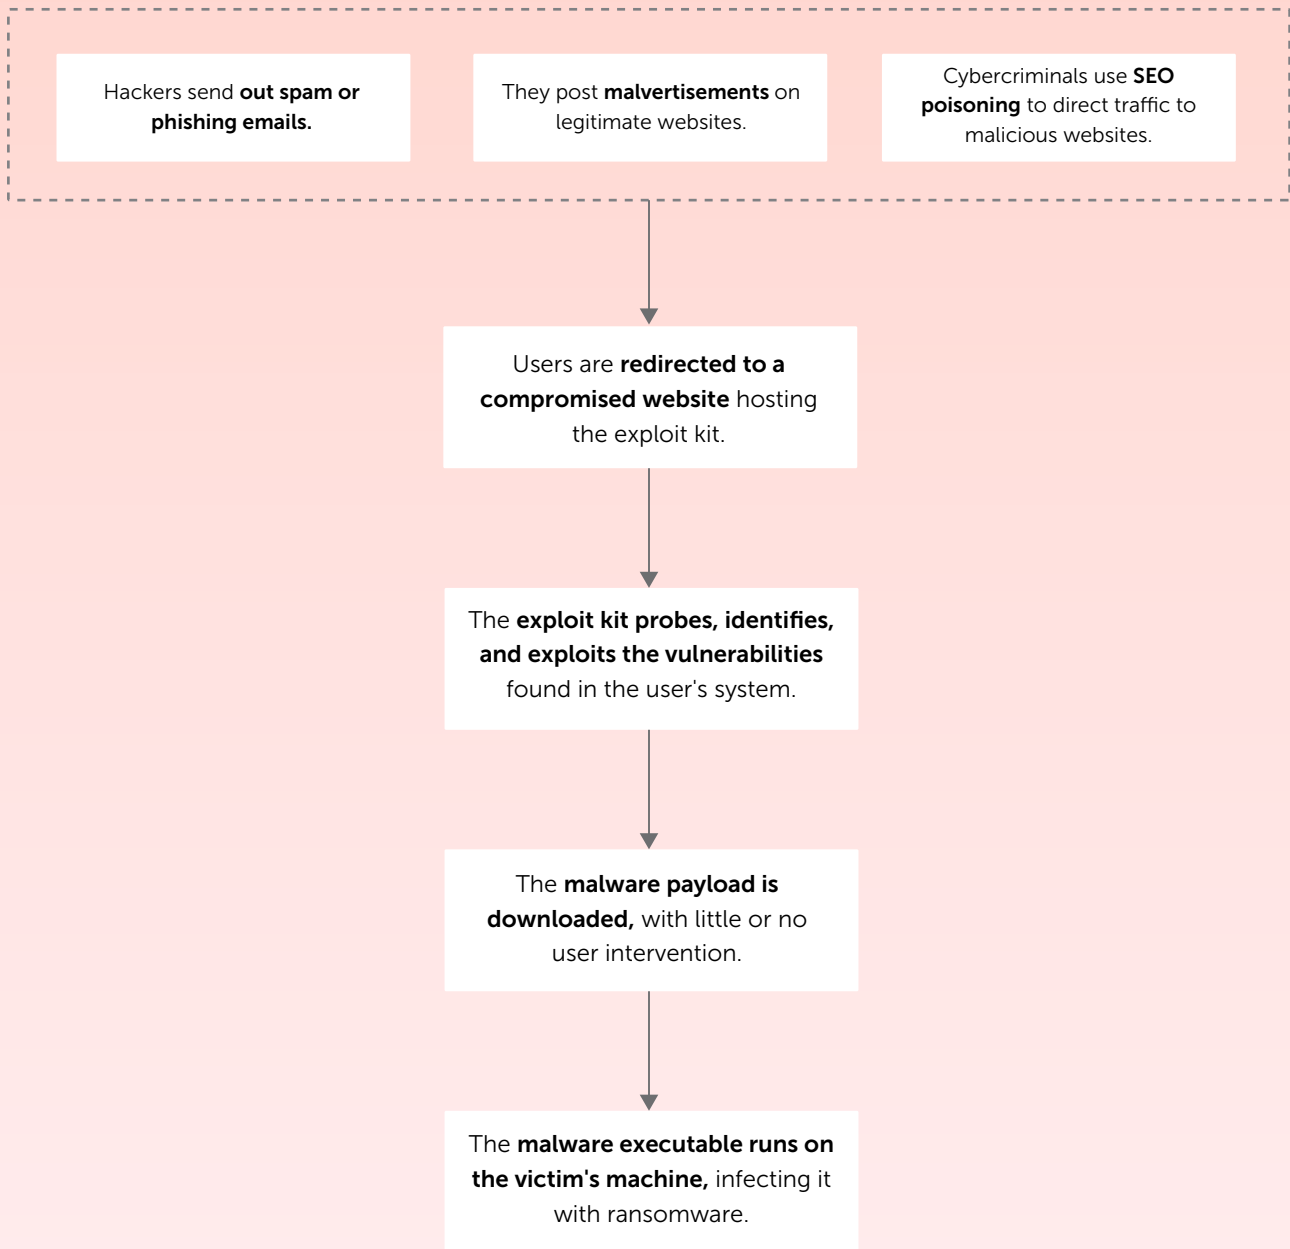 Hackers send out spam or
phishing emails.
They post malvertisements on
legitimate websites.
Cybercriminals use SEO
poisoning to direct traffic to
malicious websites.
Users are redirected to a
compromised website hosting
the exploit kit.
The exploit kit probes, identifies,
and exploits the vulnerabilities
found in the user's system.
The malware payload is
downloaded, with little or no
user intervention.
The malware executable runs on
the victim's machine, infecting it
with ransomware.